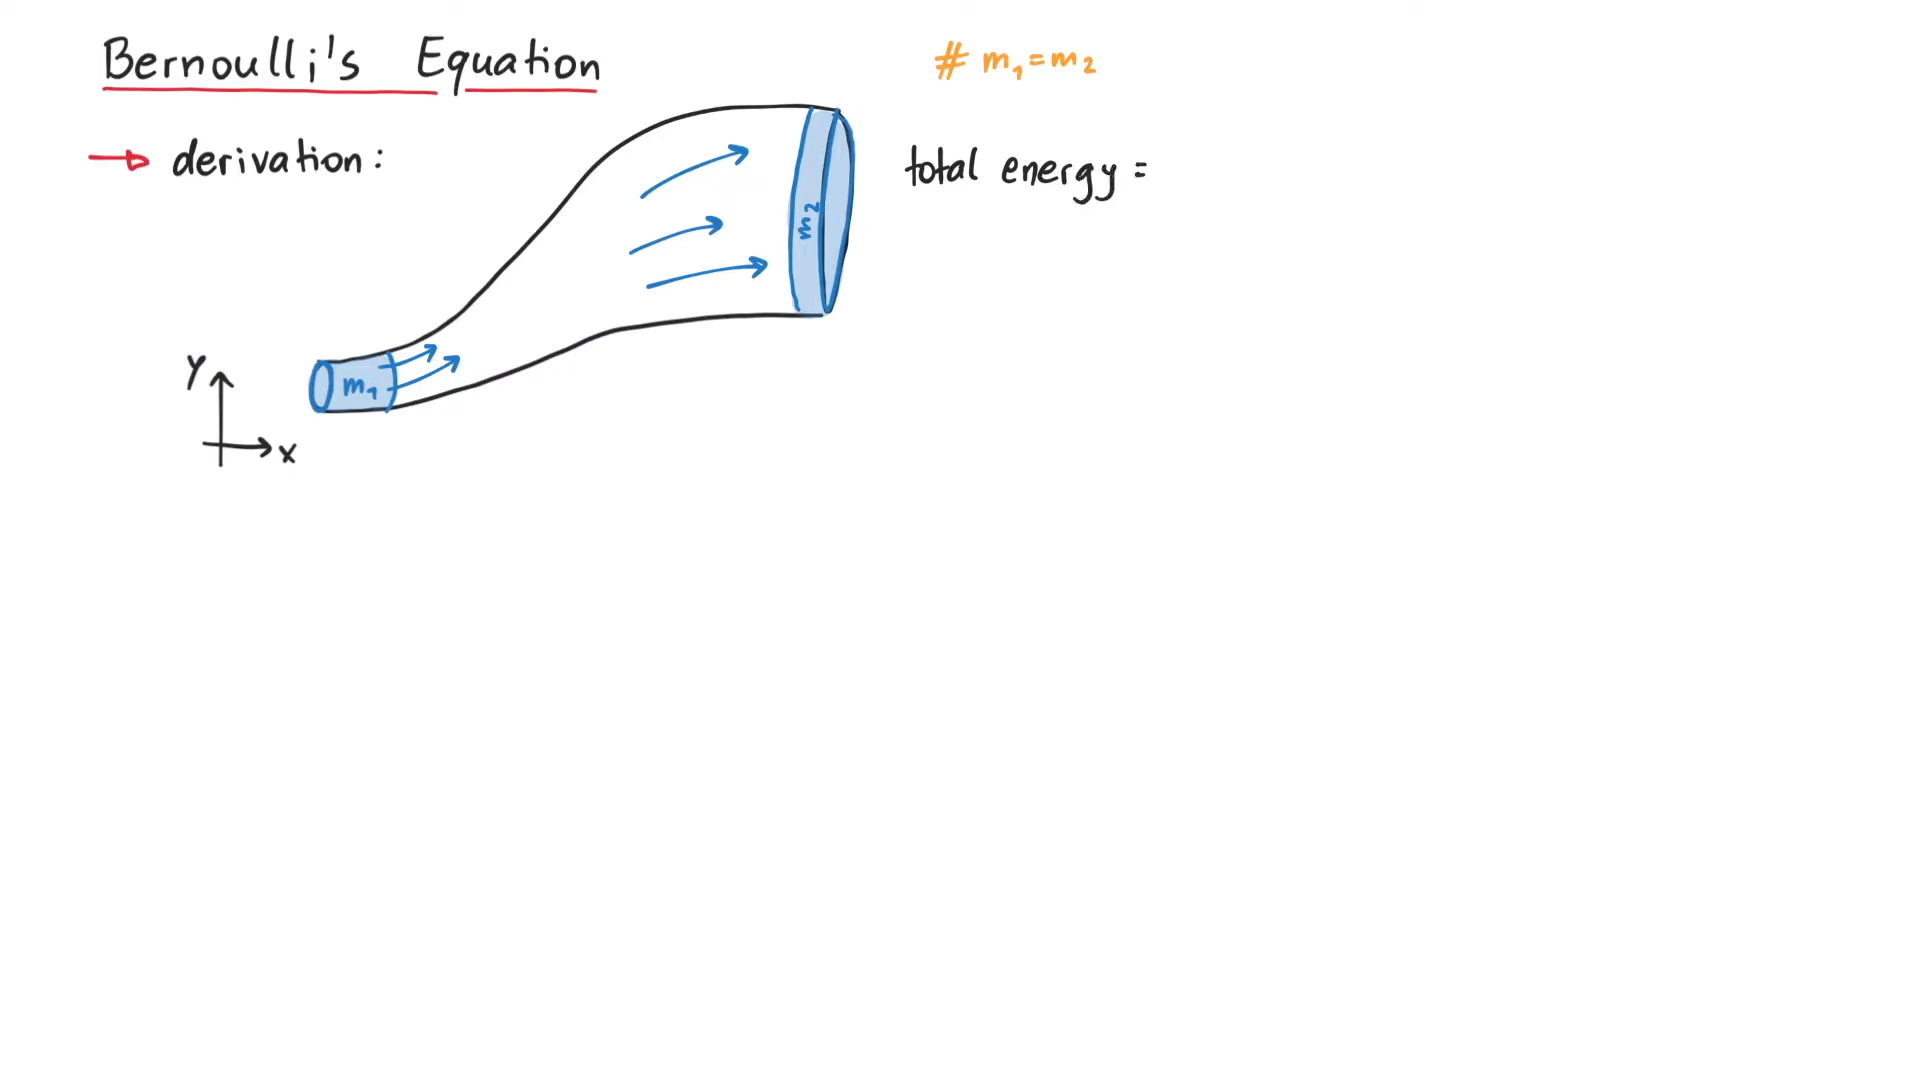 Bernoulli's Equation
# m₁=m₂
→ derivation:
total energy =
m₂
m₁
y
x